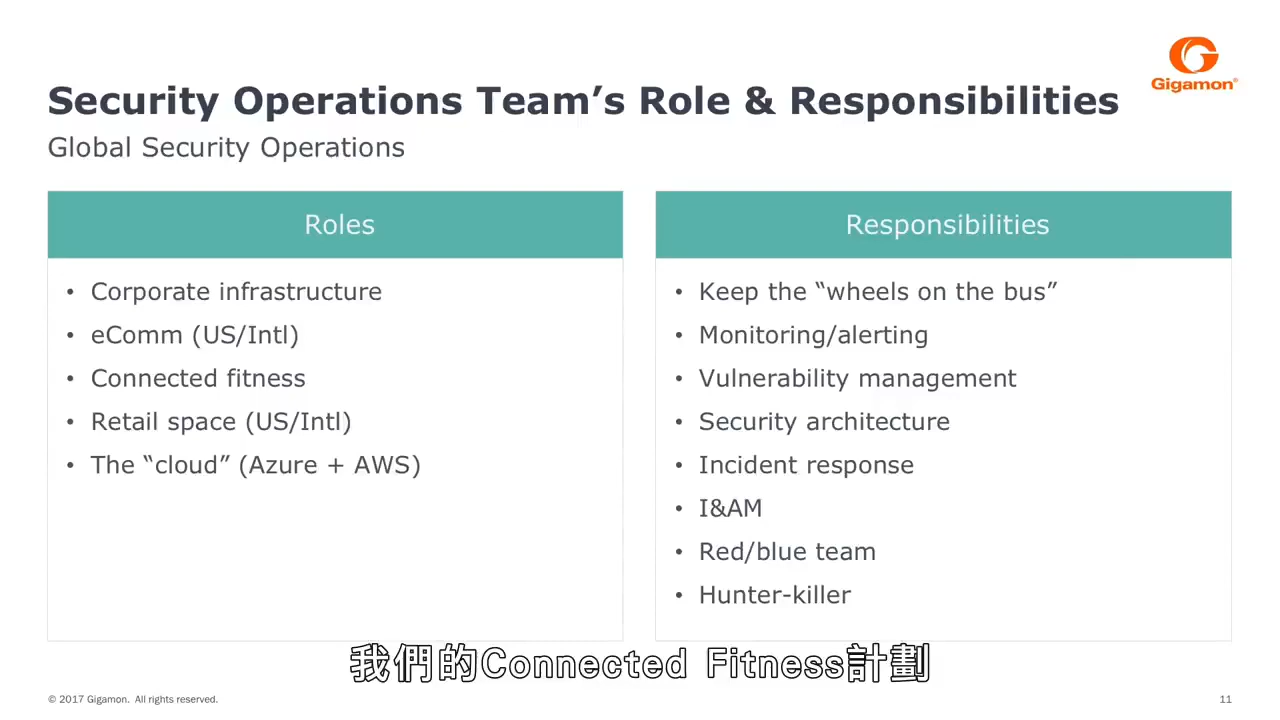 Gigamon®
Security Operations Team’s Role & Responsibilities
Global Security Operations
Roles
• Corporate infrastructure
• eComm (US/Intl)
• Connected fitness
• Retail space (US/Intl)
• The “cloud” (Azure + AWS)
Responsibilities
• Keep the “wheels on the bus”
• Monitoring/alerting
• Vulnerability management
• Security architecture
• Incident response
• I&AM
• Red/blue team
• Hunter-killer
我們的Connected Fitness計劃
© 2017 Gigamon. All rights reserved.
11